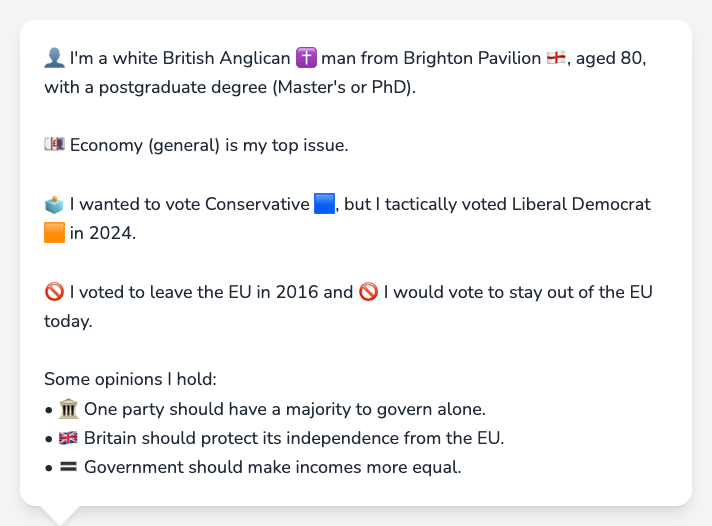 👤 I'm a white British Anglican ✝️ man from Brighton Pavilion 🏴󠁧󠁢󠁥󠁮󠁧󠁿, aged 80,
with a postgraduate degree (Master's or PhD).
💷 Economy (general) is my top issue.
🗳️ I wanted to vote Conservative 🟦, but I tactically voted Liberal Democrat
🟧 in 2024.
🚫 I voted to leave the EU in 2016 and 🚫 I would vote to stay out of the EU
today.
Some opinions I hold:
• 🏛️ One party should have a majority to govern alone.
• 🇬🇧 Britain should protect its independence from the EU.
• 🟰 Government should make incomes more equal.